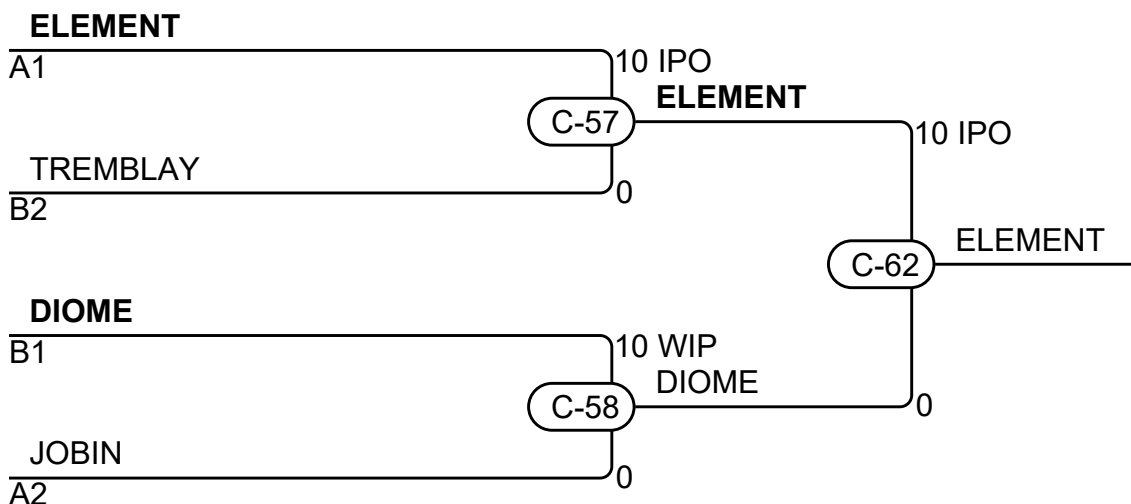 ELEMENT
A1
10 IPO
ELEMENT
C-57
10 IPO
TREMBLAY
B2
0
ELEMENT
C-62
DIOME
B1
10 WIP
DIOME
C-58
0
JOBIN
A2
0